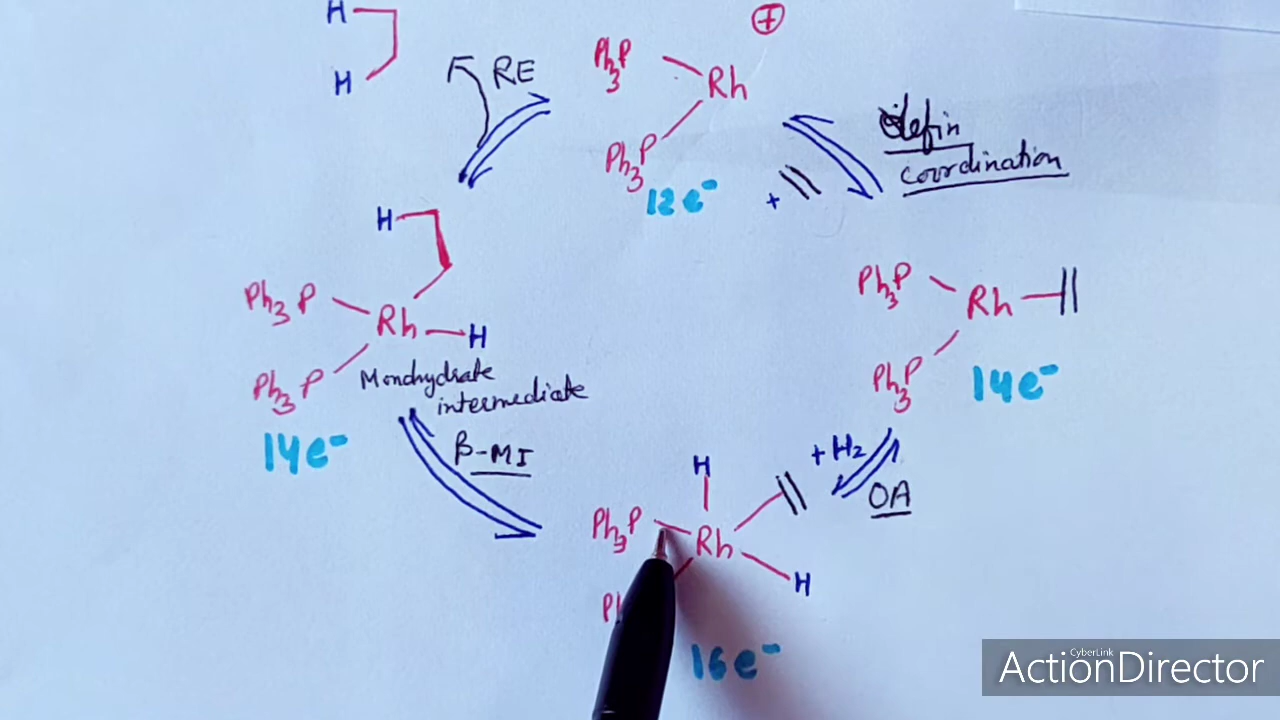 H
H
RE
Ph3P
Rh
+
Ph3P
12e-
+
olefin
coordination
H
Ph3P
Rh
H
Ph3P
Monohydrate
intermediate
14e-
β-MI
Ph3P
Rh
Ph3P
14e-
+ H2
OA
H
Ph3P
Rh
H
16e-
CyberLink
ActionDirector